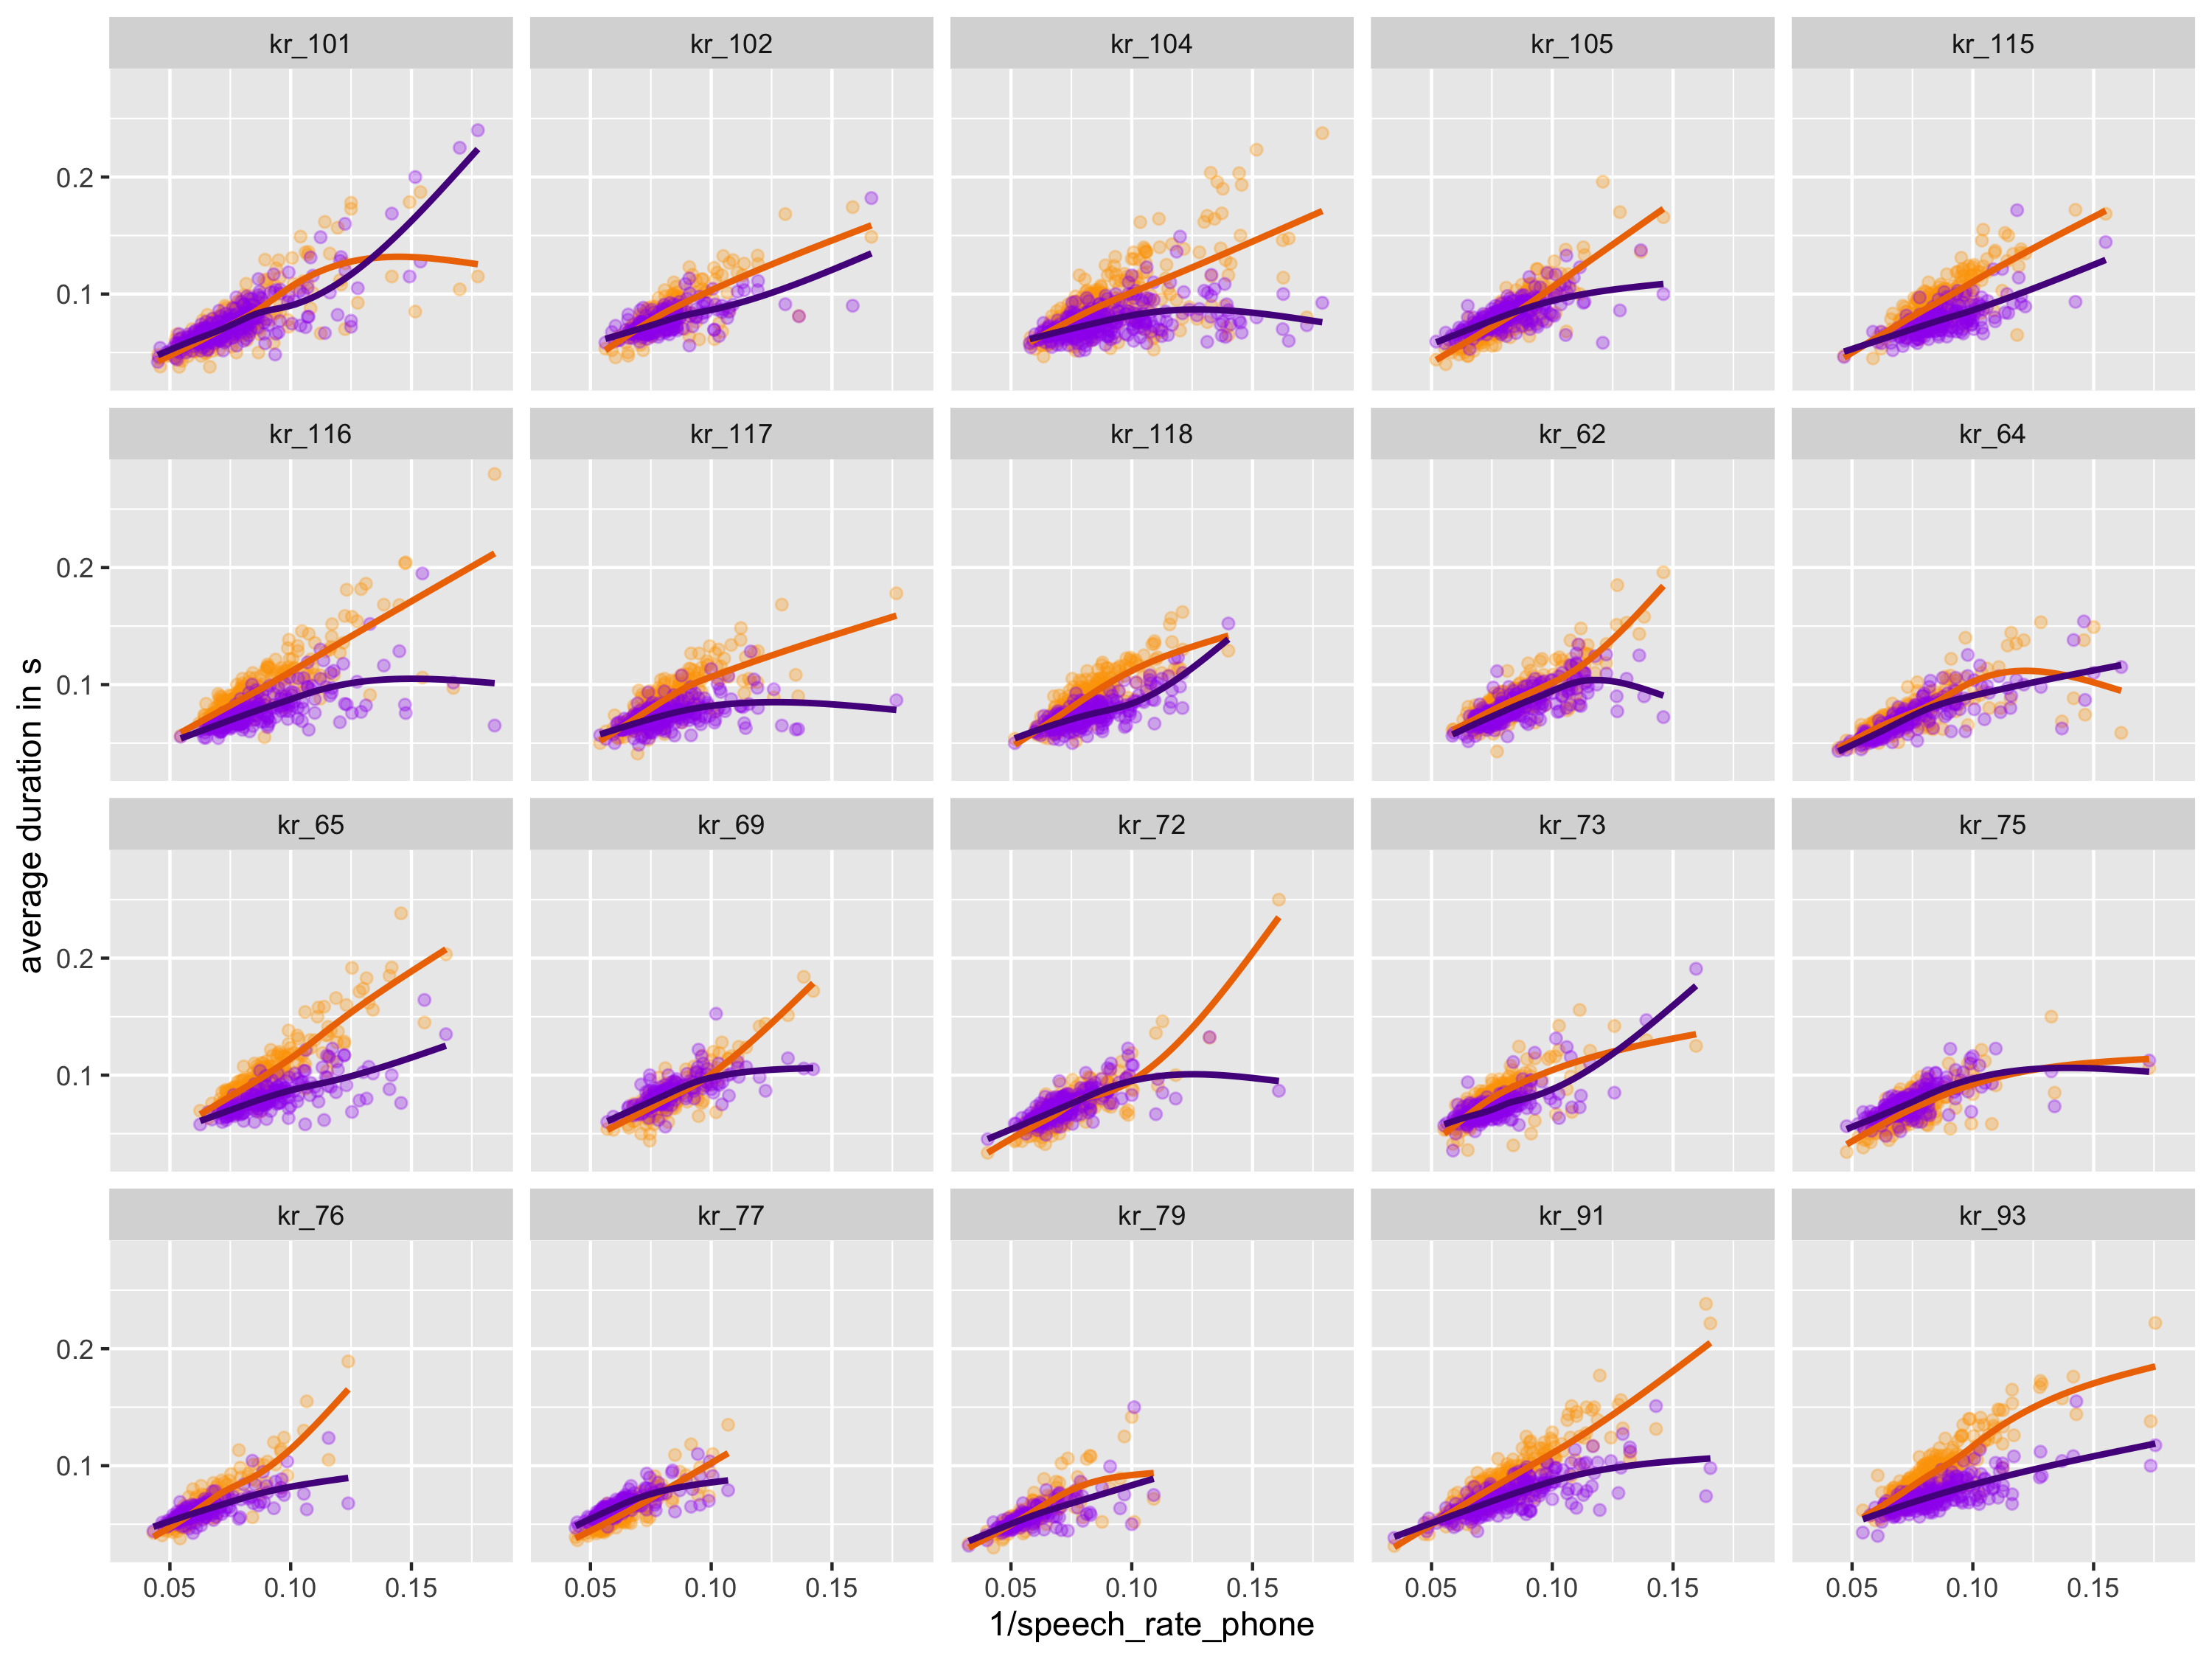 kr_101 kr_102 kr_104 kr_105 kr_115
0.2
0.1
kr_116 kr_117 kr_118 kr_62 kr_64
0.2
0.1
kr_65 kr_69 kr_72 kr_73 kr_75
0.2
0.1
kr_76 kr_77 kr_79 kr_91 kr_93
0.2
0.1
0.05 0.10 0.15 0.05 0.10 0.15 0.05 0.10 0.15 0.05 0.10 0.15 0.05 0.10 0.15
1/speech_rate_phone
average duration in s